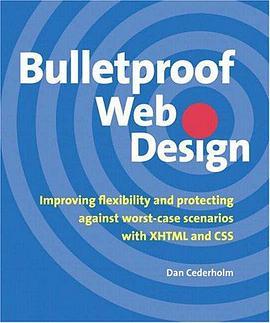 Bulletproof
Web
Design
Improving flexibility and protecting
against worst-case scenarios
with XHTML and CSS
Dan Cederholm